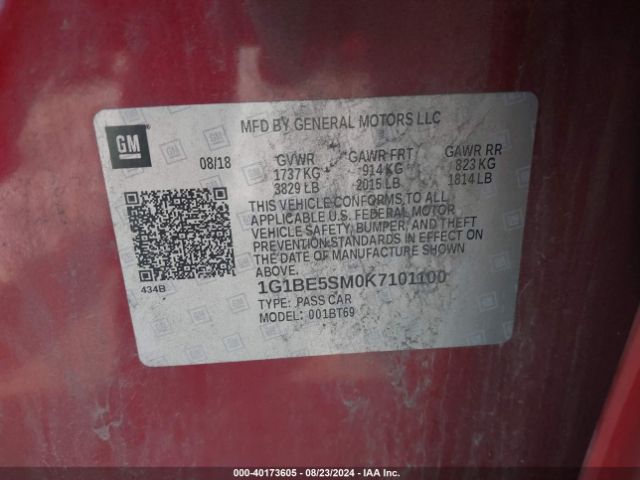 MFD BY GENERAL MOTORS LLC
GM
08/18
GVWR GAWR FRT GAWR RR
1737 KG 914 KG 823 KG
3829 LB 2015 LB 1814 LB
THIS VEHICLE CONFORMS TO ALL
APPLICABLE U.S. FEDERAL MOTOR
VEHICLE SAFETY, BUMPER, AND THEFT
PREVENTION STANDARDS IN EFFECT ON
THE DATE OF MANUFACTURE SHOWN
ABOVE.
434B
1G1BE5SM0K7101100
TYPE: PASS CAR
MODEL: 001BT69
000-40173605 - 08/23/2024 - IAA Inc.